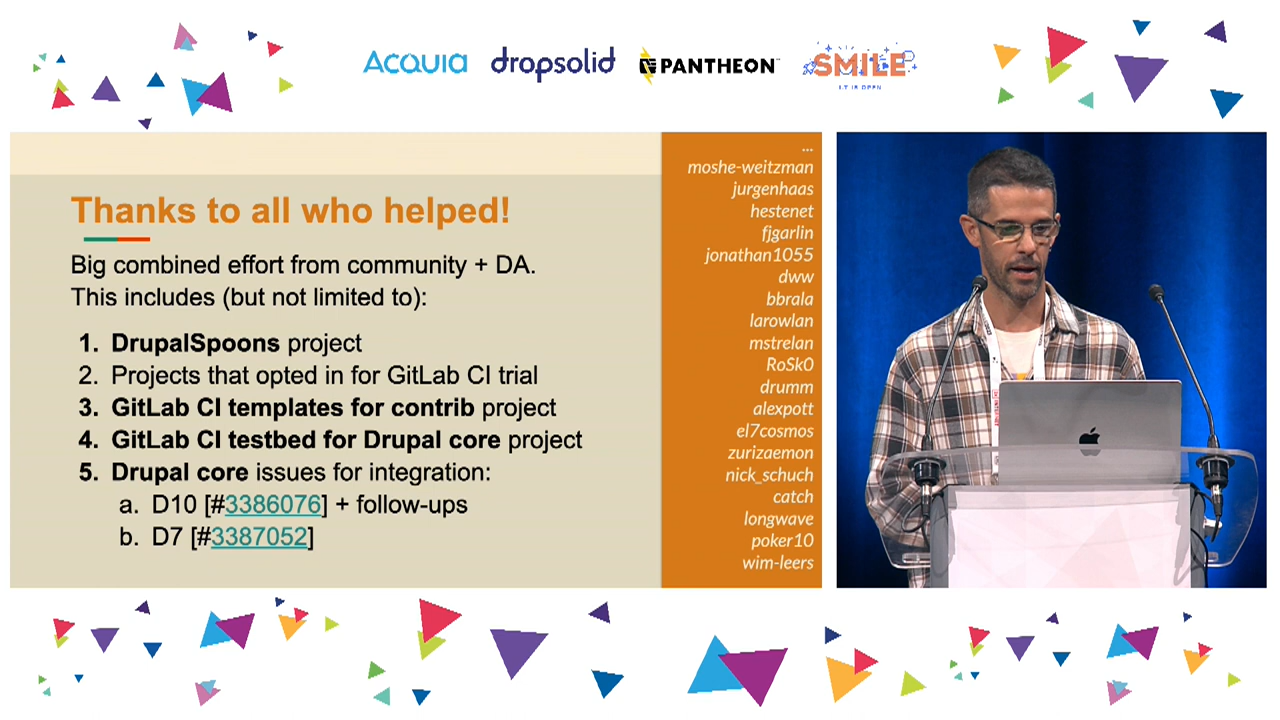 ACQUIA dropsolid PANTHEON SMILE
I.T IS OPEN
Thanks to all who helped!
Big combined effort from community + DA.
This includes (but not limited to):
1. DrupalSpoons project
2. Projects that opted in for GitLab CI trial
3. GitLab CI templates for contrib project
4. GitLab CI testbed for Drupal core project
5. Drupal core issues for integration:
a. D10 [#3386076] + follow-ups
b. D7 [#3387052]
...
moshe-weitzman
jurgenhaas
hestenet
fjgarlin
jonathan1055
dww
bbrala
larowlan
mstrelan
RoSk0
drumm
alexpott
el7cosmos
zurizaemon
nick_schuch
catch
longwave
poker10
wim-leers